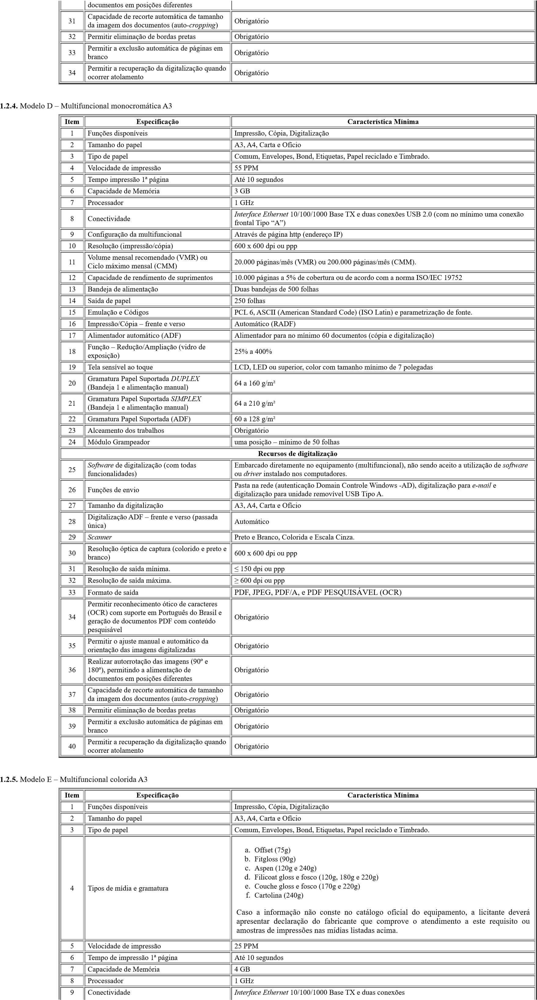 documentos em posições diferentes
31 Capacidade de recorte automática de tamanho
da imagem dos documentos (auto-cropping) Obrigatório
32 Permitir eliminação de bordas pretas Obrigatório
33 Permitir a exclusão automática de páginas em
branco Obrigatório
34 Permitir a recuperação da digitalização quando
ocorrer atolamento Obrigatório
1.2.4. Modelo D – Multifuncional monocromática A3
Item Especificação Característica Mínima
1 Funções disponíveis Impressão, Cópia, Digitalização
2 Tamanho do papel A3, A4, Carta e Ofício
3 Tipo de papel Comum, Envelopes, Bond, Etiquetas, Papel reciclado e Timbrado.
4 Velocidade de impressão 55 PPM
5 Tempo impressão 1ª página Até 10 segundos
6 Capacidade de Memória 3 GB
7 Processador 1 GHz
8 Conectividade Interface Ethernet 10/100/1000 Base TX e duas conexões USB 2.0 (com no mínimo uma conexão
frontal Tipo “A”)
9 Configuração da multifuncional Através de página http (endereço IP)
10 Resolução (impressão/cópia) 600 x 600 dpi ou ppp
11 Volume mensal recomendado (VMR) ou
Ciclo máximo mensal (CMM) 20.000 páginas/mês (VMR) ou 200.000 páginas/mês (CMM).
12 Capacidade de rendimento de suprimentos 10.000 páginas a 5% de cobertura ou de acordo com a norma ISO/IEC 19752
13 Bandeja de alimentação Duas bandejas de 500 folhas
14 Saída de papel 250 folhas
15 Emulação e Códigos PCL 6, ASCII (American Standard Code) (ISO Latin) e parametrização de fonte.
16 Impressão/Cópia – frente e verso Automático (RADF)
17 Alimentador automático (ADF) Alimentador para no mínimo 60 documentos (cópia e digitalização)
18 Função – Redução/Ampliação (vidro de
exposição) 25% a 400%
19 Tela sensível ao toque LCD, LED ou superior, color com tamanho mínimo de 7 polegadas
20 Gramatura Papel Suportada DUPLEX
(Bandeja 1 e alimentação manual) 64 a 160 g/m²
21 Gramatura Papel Suportada SIMPLEX
(Bandeja 1 e alimentação manual) 64 a 210 g/m²
22 Gramatura Papel Suportada (ADF) 60 a 128 g/m²
23 Alceamento dos trabalhos Obrigatório
24 Módulo Grampeador uma posição – mínimo de 50 folhas
Recursos de digitalização
25 Software de digitalização (com todas
funcionalidades) Embarcado diretamente no equipamento (multifuncional), não sendo aceito a utilização de software
ou driver instalado nos computadores.
26 Funções de envio Pasta na rede (autenticação Domain Controle Windows -AD), digitalização para e-mail e
digitalização para unidade removível USB Tipo A.
27 Tamanho da digitalização A3, A4, Carta e Ofício
28 Digitalização ADF – frente e verso (passada
única) Automático
29 Scanner Preto e Branco, Colorida e Escala Cinza.
30 Resolução óptica de captura (colorido e preto e
branco) 600 x 600 dpi ou ppp
31 Resolução de saída mínima. ≤ 150 dpi ou ppp
32 Resolução de saída máxima. ≥ 600 dpi ou ppp
33 Formato de saída PDF, JPEG, PDF/A, e PDF PESQUISÁVEL (OCR)
34 Permitir reconhecimento ótico de caracteres
(OCR) com suporte em Português do Brasil e
geração de documentos PDF com conteúdo
pesquisável Obrigatório
35 Permitir o ajuste manual e automático da
orientação das imagens digitalizadas Obrigatório
36 Realizar autorrotação das imagens (90º e
180º), permitindo a alimentação de
documentos em posições diferentes Obrigatório
37 Capacidade de recorte automática de tamanho
da imagem dos documentos (auto-cropping) Obrigatório
38 Permitir eliminação de bordas pretas Obrigatório
39 Permitir a exclusão automática de páginas em
branco Obrigatório
40 Permitir a recuperação da digitalização quando
ocorrer atolamento Obrigatório
1.2.5. Modelo E – Multifuncional colorida A3
Item Especificação Característica Mínima
1 Funções disponíveis Impressão, Cópia, Digitalização
2 Tamanho do papel A3, A4, Carta e Ofício
3 Tipo de papel Comum, Envelopes, Bond, Etiquetas, Papel reciclado e Timbrado.
4 Tipos de mídia e gramatura
a. Offset (75g)
b. Fitgloss (90g)
c. Aspen (120g e 240g)
d. Filicoat gloss e fosco (120g, 180g e 220g)
e. Couche gloss e fosco (170g e 220g)
f. Cartolina (240g)
Caso a informação não conste no catálogo oficial do equipamento, a licitante deverá
apresentar declaração do fabricante que comprove o atendimento a este requisito ou
amostras de impressões nas mídias listadas acima.
5 Velocidade de impressão 25 PPM
6 Tempo de impressão 1ª página Até 10 segundos
7 Capacidade de Memória 4 GB
8 Processador 1 GHz
9 Conectividade Interface Ethernet 10/100/1000 Base TX e duas conexões